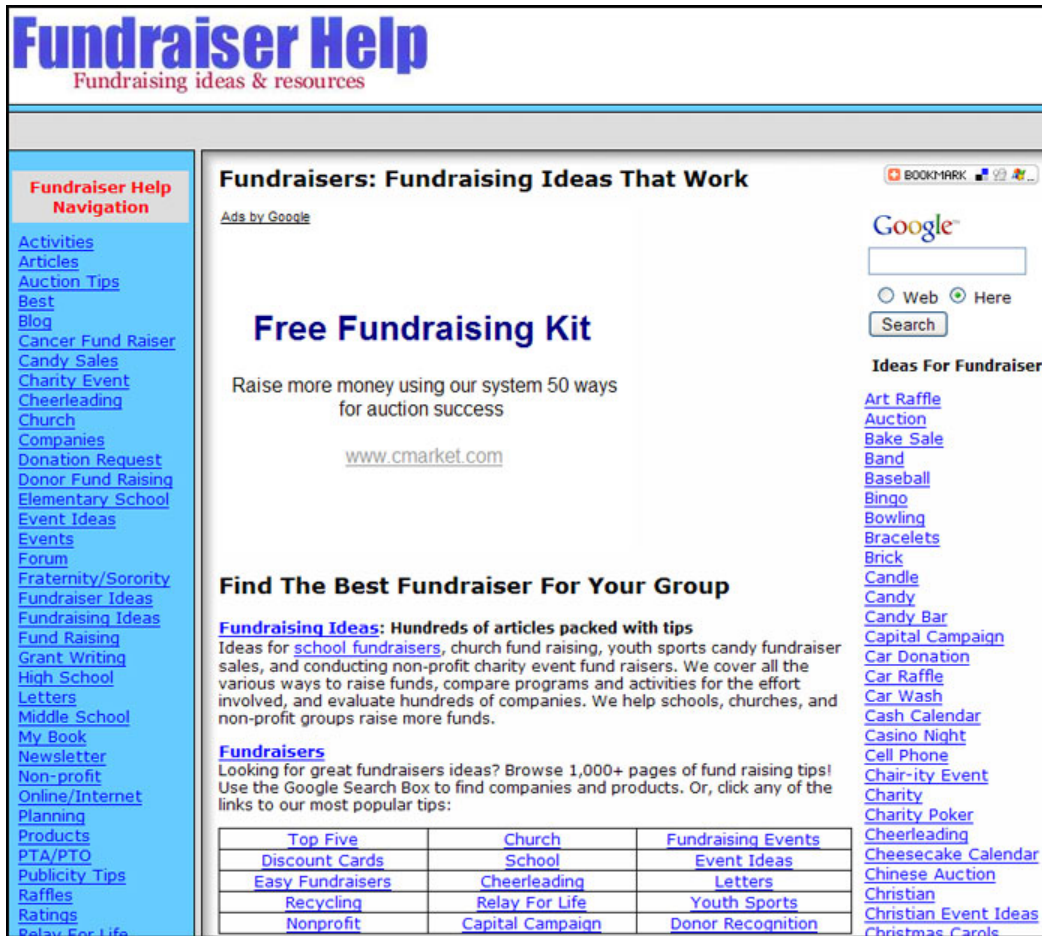 Fundraiser Help
Fundraising ideas & resources
Fundraiser Help
Navigation
Activities
Articles
Auction Tips
Best
Blog
Cancer Fund Raiser
Candy Sales
Charity Event
Cheerleading
Church
Companies
Donation Request
Donor Fund Raising
Elementary School
Event Ideas
Events
Forum
Fraternity/Sorority
Fundraiser Ideas
Fundraising Ideas
Fund Raising
Grant Writing
High School
Letters
Middle School
My Book
Newsletter
Non-profit
Online/Internet
Planning
Products
PTA/PTO
Publicity Tips
Raffles
Ratings
Relay For Life
Fundraisers: Fundraising Ideas That Work
Ads by Google
Free Fundraising Kit
Raise more money using our system 50 ways
for auction success
www.cmarket.com
Find The Best Fundraiser For Your Group
Fundraising Ideas: Hundreds of articles packed with tips
Ideas for school fundraisers, church fund raising, youth sports candy fundraiser
sales, and conducting non-profit charity event fund raisers. We cover all the
various ways to raise funds, compare programs and activities for the effort
involved, and evaluate hundreds of companies. We help schools, churches, and
non-profit groups raise more funds.
Fundraisers
Looking for great fundraisers ideas? Browse 1,000+ pages of fund raising tips!
Use the Google Search Box to find companies and products. Or, click any of the
links to our most popular tips:
Top Five Church Fundraising Events
Discount Cards School Event Ideas
Easy Fundraisers Cheerleading Letters
Recycling Relay For Life Youth Sports
Nonprofit Capital Campaign Donor Recognition
BOOKMARK
Google
Web Here
Search
Ideas For Fundraiser
Art Raffle
Auction
Bake Sale
Band
Baseball
Bingo
Bowling
Bracelets
Brick
Candle
Candy
Candy Bar
Capital Campaign
Car Donation
Car Raffle
Car Wash
Cash Calendar
Casino Night
Cell Phone
Chair-ity Event
Charity
Charity Poker
Cheerleading
Cheesecake Calendar
Chinese Auction
Christian
Christian Event Ideas
Christmas Carols